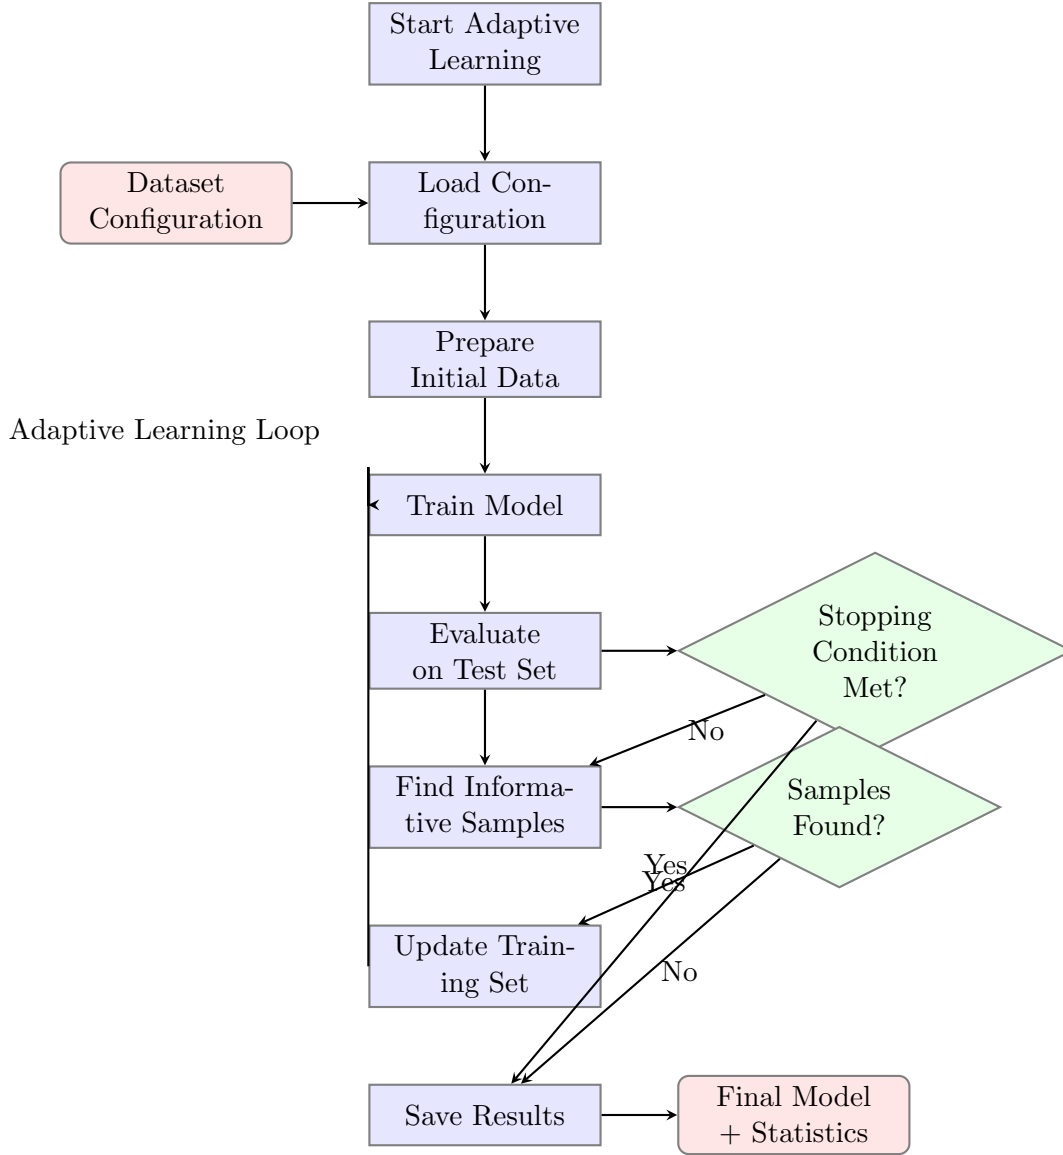 Start Adaptive
Learning
Dataset
Configuration
Load Con-
figuration
Prepare
Initial Data
Adaptive Learning Loop
Train Model
Evaluate
on Test Set
Stopping
Condition
Met?
No
Find Informa-
tive Samples
Samples
Found?
Yes
Yes
Update Train-
ing Set
No
Save Results
Final Model
+ Statistics